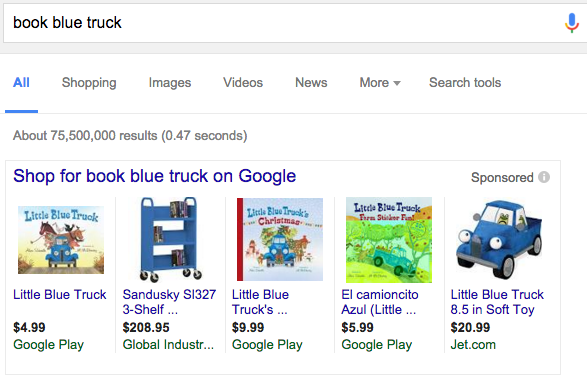 book blue truck
All Shopping Images Videos News More Search tools
About 75,500,000 results (0.47 seconds)
Shop for book blue truck on Google Sponsored
Little Blue Truck
Little Blue Truck's Christmas
Little Blue Truck
Farm Sticker Fun!
Little Blue Truck
$4.99
Google Play
Sandusky SI327
3-Shelf ...
$208.95
Global Industr...
Little Blue
Truck's ...
$9.99
Google Play
El camioncito
Azul (Little ...
$5.99
Google Play
Little Blue Truck
8.5 in Soft Toy
$20.99
Jet.com